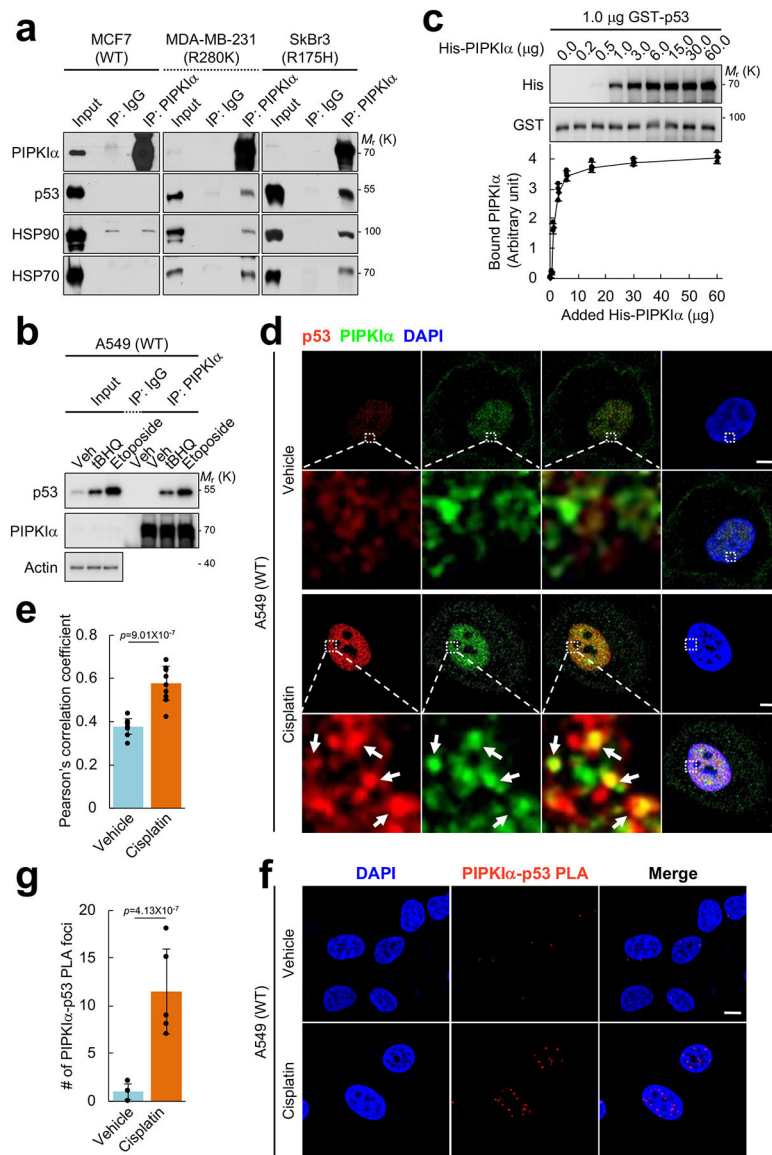 a
MCF7
(WT)
MDA-MB-231
(R280K)
SkBr3
(R175H)
Input
IP: IgG
IP: PIPKIα
Input
IP: IgG
IP: PIPKIα
Input
IP: IgG
IP: PIPKIα
Mr (K)
PIPKIα
70
p53
55
HSP90
100
HSP70
70
b
A549 (WT)
Input
IP: IgG
IP: PIPKIα
Veh
tBHQ
Etoposide
Veh
Veh
tBHQ
Etoposide
Mr (K)
p53
55
PIPKIα
70
Actin
40
c
1.0 µg GST-p53
His-PIPKIα (µg)
0.0
0.2
0.5
1.0
3.0
6.0
15.0
30.0
60.0
Mr (K)
His
70
GST
100
4
3
2
1
0
Bound PIPKIα
(Arbitrary unit)
0 10 20 30 40 50 60
Added His-PIPKIα (µg)
d
p53 PIPKIα DAPI
A549 (WT)
Vehicle
Cisplatin
e
p=9.01X10-7
0.8
0.6
0.4
0.2
0
Pearson's correlation coefficient
Vehicle
Cisplatin
g
p=4.13X10-7
20
15
10
5
0
# of PIPKIα-p53 PLA foci
Vehicle
Cisplatin
f
DAPI
PIPKIα-p53 PLA
Merge
A549 (WT)
Vehicle
Cisplatin